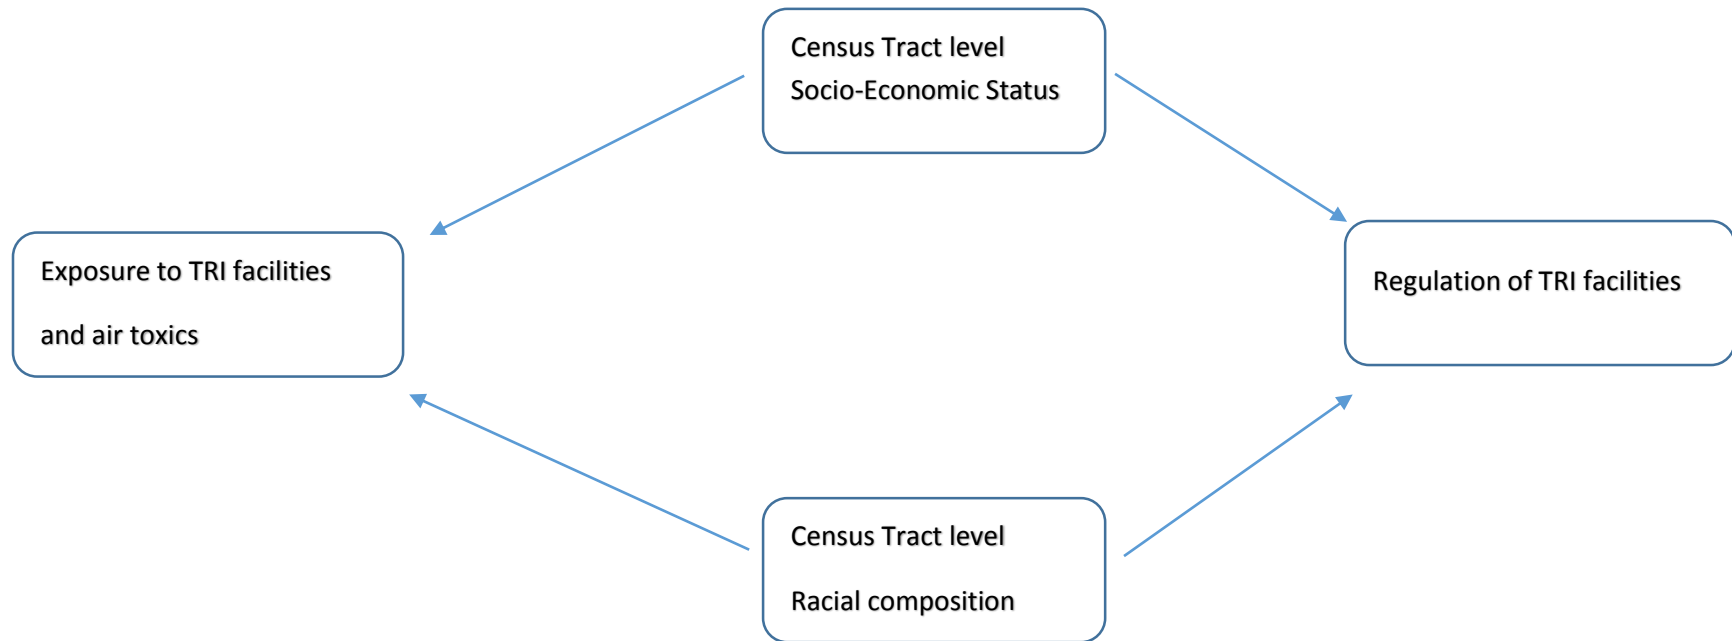 Census Tract level
Socio-Economic Status
Exposure to TRI facilities
and air toxics
Regulation of TRI facilities
Census Tract level
Racial composition